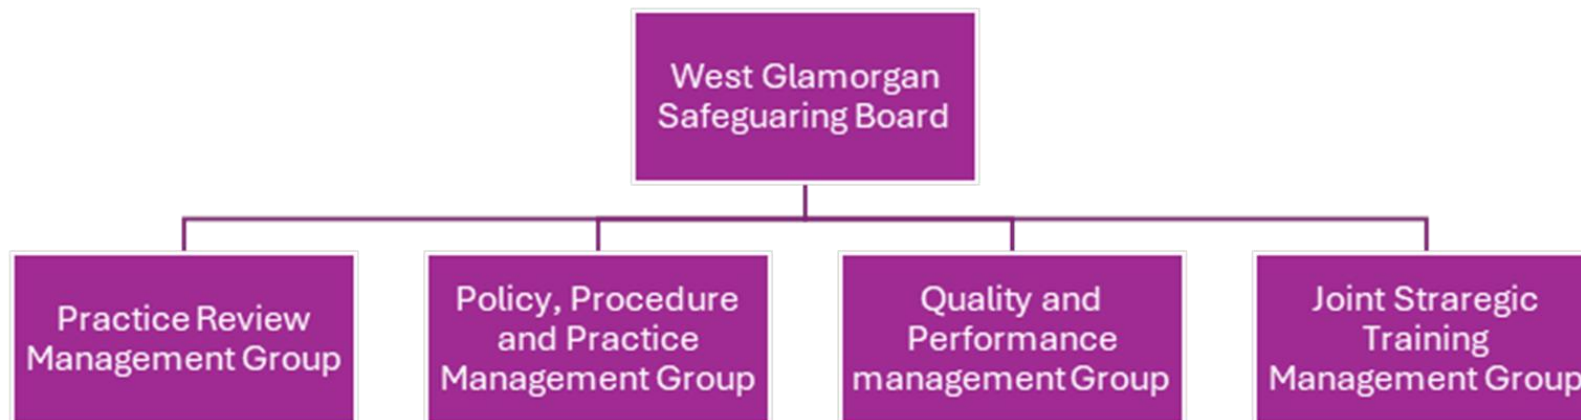 West Glamorgan
Safeguaring Board
Practice Review
Management Group
Policy, Procedure
and Practice
Management Group
Quality and
Performance
management Group
Joint Straregic
Training
Management Group